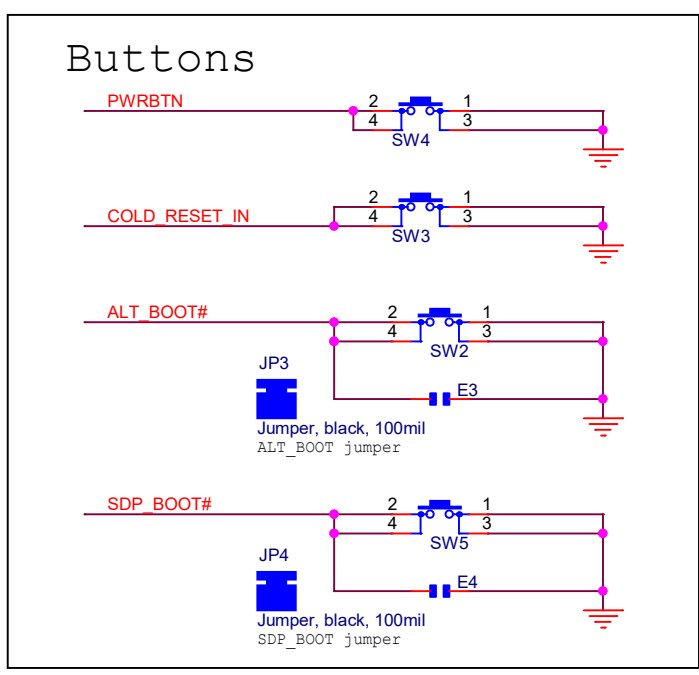 Buttons
PWRBTN
2 1
4 3
SW4
2 1
COLD_RESET_IN
4 3
SW3
ALT_BOOT#
2 1
4 3
SW2
JP3
E3
Jumper, black, 100mil
ALT_BOOT jumper
SDP_BOOT#
2 1
4 3
SW5
JP4
E4
Jumper, black, 100mil
SDP_BOOT jumper